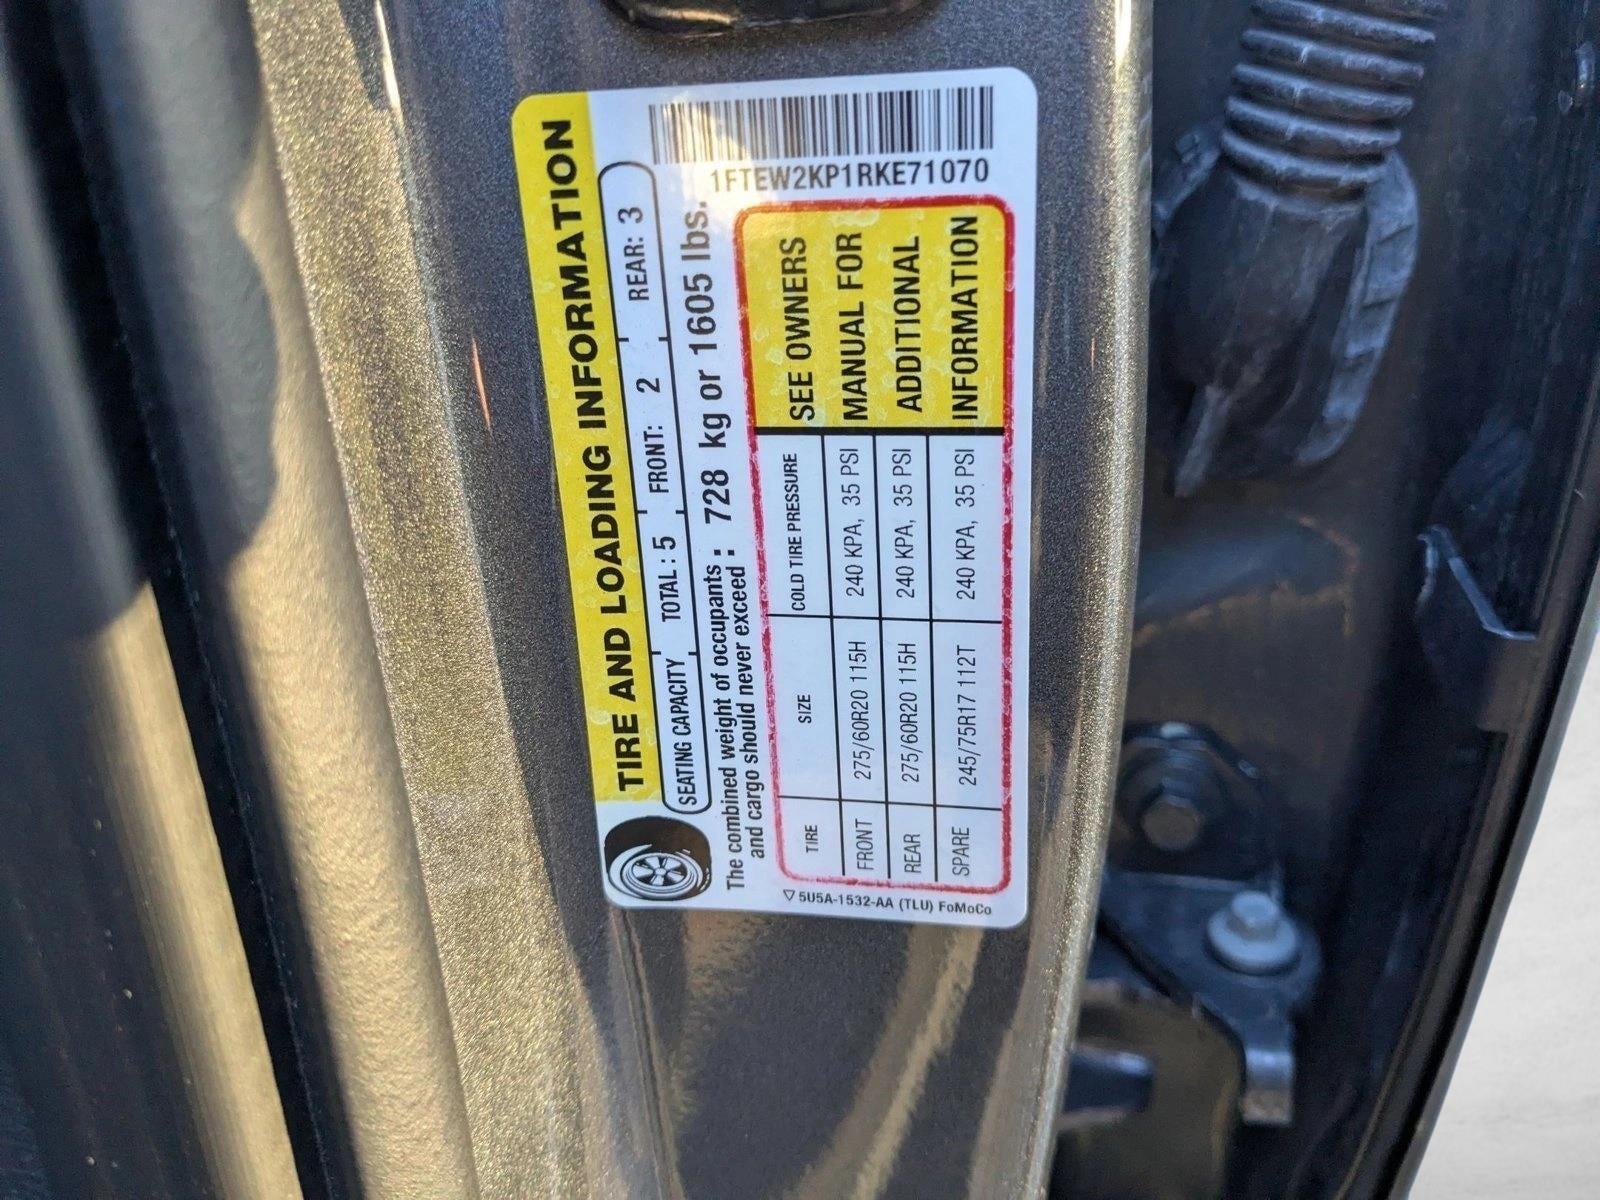 1FTEW2KP1RKE71070
TIRE AND LOADING INFORMATION
SEATING CAPACITY TOTAL : 5 FRONT: 2 REAR: 3
The combined weight of occupants
and cargo should never exceed : 728 kg or 1605 lbs.
TIRE SIZE COLD TIRE PRESSURE
FRONT 275/60R20 115H 240 KPA, 35 PSI
REAR 275/60R20 115H 240 KPA, 35 PSI
SPARE 245/75R17 112T 240 KPA, 35 PSI
SEE OWNERS
MANUAL FOR
ADDITIONAL
INFORMATION
▽ 5U5A-1532-AA (TLU) FoMoCo